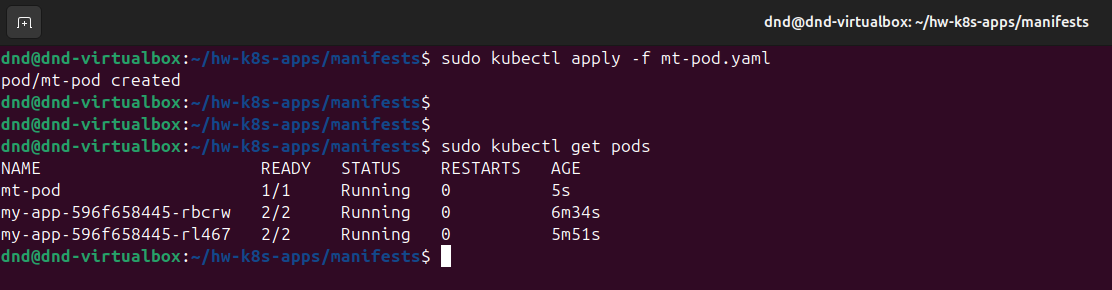 dnd@dnd-virtualbox: ~/hw-k8s-apps/manifests
dnd@dnd-virtualbox:~/hw-k8s-apps/manifests$ sudo kubectl apply -f mt-pod.yaml
pod/mt-pod created
dnd@dnd-virtualbox:~/hw-k8s-apps/manifests$
dnd@dnd-virtualbox:~/hw-k8s-apps/manifests$
dnd@dnd-virtualbox:~/hw-k8s-apps/manifests$ sudo kubectl get pods
NAME                      READY   STATUS    RESTARTS   AGE
mt-pod                    1/1     Running   0          5s
my-app-596f658445-rbcrw   2/2     Running   0          6m34s
my-app-596f658445-rl467   2/2     Running   0          5m51s
dnd@dnd-virtualbox:~/hw-k8s-apps/manifests$